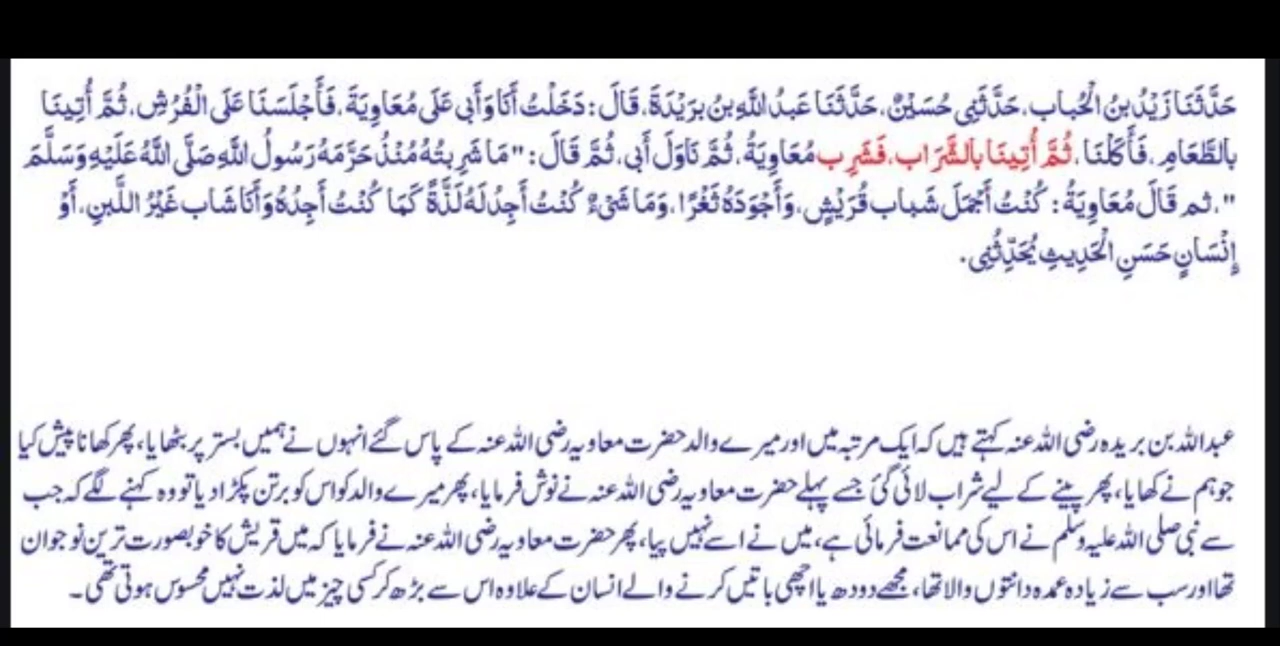 حَدَّثَنَا زَيْدُ بْنُ الْحُبَاب، حَدَّثَنِي حُسَيْنٌ، حَدَّثَنَا عَبْدُ اللَّهِ بْنُ بُرَيْدَةَ، قَالَ: دَخَلْتُ أَنَا وَأَبِي عَلَى مُعَاوِيَةَ، فَأَجْلَسَنَا عَلَى الْفُرُشِ، ثُمَّ أُتِينَا
بِالطَّعَامِ، فَأَكَلْنَا، ثُمَّ أُتِينَا بِالشَّرَاب، فَشَرِب مُعَاوِيَةُ، ثُمَّ نَاوَلَ أَبِي، ثُمَّ قَالَ: "مَا شَرِبتُهُ مُنْذُ حَرَّمَهُ رَسُولُ اللَّهِ صَلَّى اللَّهُ عَلَيْهِ وَسَلَّمَ
"، ثم قَالَ مُعَاوِيَةُ: كُنْتُ أَجْمَلَ شَباب قُرَيْشٍ، وَأَجْوَدَهُ ثَغْرًا، وَمَا شَيْءٌ كُنْتُ أَجِدُ لَهُ لَذَّةً كَمَا كُنْتُ أَجِدُهُ وَأَنَا شَاب غَيْرُ اللَّبنِ، أَوْ
إِنْسَانٍ حَسَنِ الْحَدِيثِ يُحَدِّثُنِي.
عبداللہ بن بریدہ رضی اللہ عنہ کہتے ہیں کہ ایک مرتبہ میں اور میرے والد حضرت معاویہ رضی اللہ عنہ کے پاس گئے انہوں نے ہمیں بستر پر بٹھایا، پھر کھانا پیش کیا
جو ہم نے کھایا، پھر پینے کے لیے شراب لائی گئی جسے پہلے حضرت معاویہ رضی اللہ عنہ نے نوش فرمایا، پھر میرے والد کو اس کو برتن پکڑا دیا تو وہ کہنے لگے کہ جب
سے نبی صلی اللہ علیہ وسلم نے اس کی ممانعت فرمائی ہے، میں نے اسے نہیں پیا، پھر حضرت معاویہ رضی اللہ عنہ نے فرمایا کہ میں قریش کا خوبصورت ترین نوجوان
تھا اور سب سے زیادہ عمدہ دانتوں والا تھا، مجھے دودھ یا اچھی باتیں کرنے والے انسان کے علاوہ اس سے بڑھ کر کسی چیز میں لذت نہیں محسوس ہوتی تھی۔